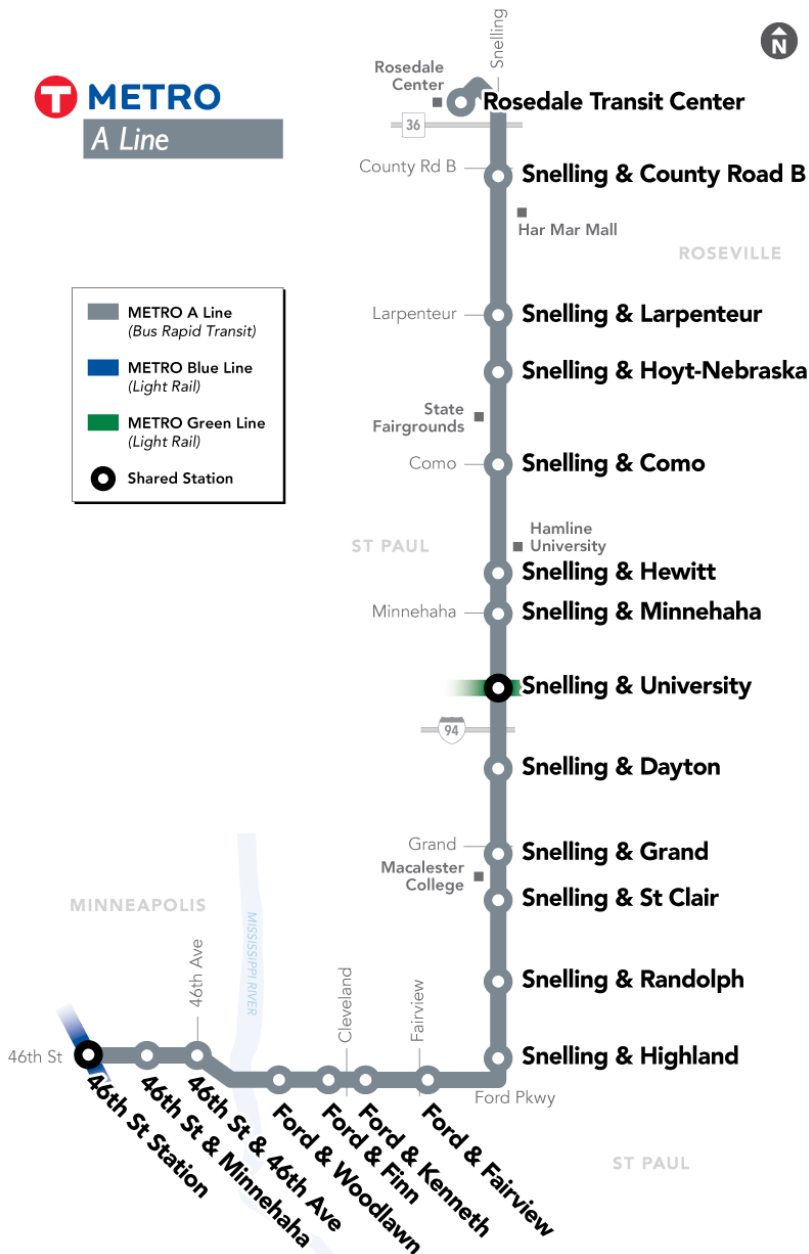 T METRO
A Line
N
Snelling
Rosedale
Center
Rosedale Transit Center
36
County Rd B
Snelling & County Road B
Har Mar Mall
ROSEVILLE
METRO A Line
(Bus Rapid Transit)
METRO Blue Line
(Light Rail)
METRO Green Line
(Light Rail)
Shared Station
Larpenteur
Snelling & Larpenteur
Snelling & Hoyt-Nebraska
State
Fairgrounds
Como
Snelling & Como
ST PAUL
Hamline
University
Snelling & Hewitt
Minnehaha
Snelling & Minnehaha
Snelling & University
94
Snelling & Dayton
Grand
Snelling & Grand
Macalester
College
Snelling & St Clair
MINNEAPOLIS
MISSISSIPPI RIVER
Snelling & Randolph
46th Ave
Cleveland
Fairview
46th St
Snelling & Highland
Ford Pkwy
46th St Station
46th St & Minnehaha
46th St & 46th Ave
Ford & Woodlawn
Ford & Finn
Ford & Kenneth
Ford & Fairview
ST PAUL